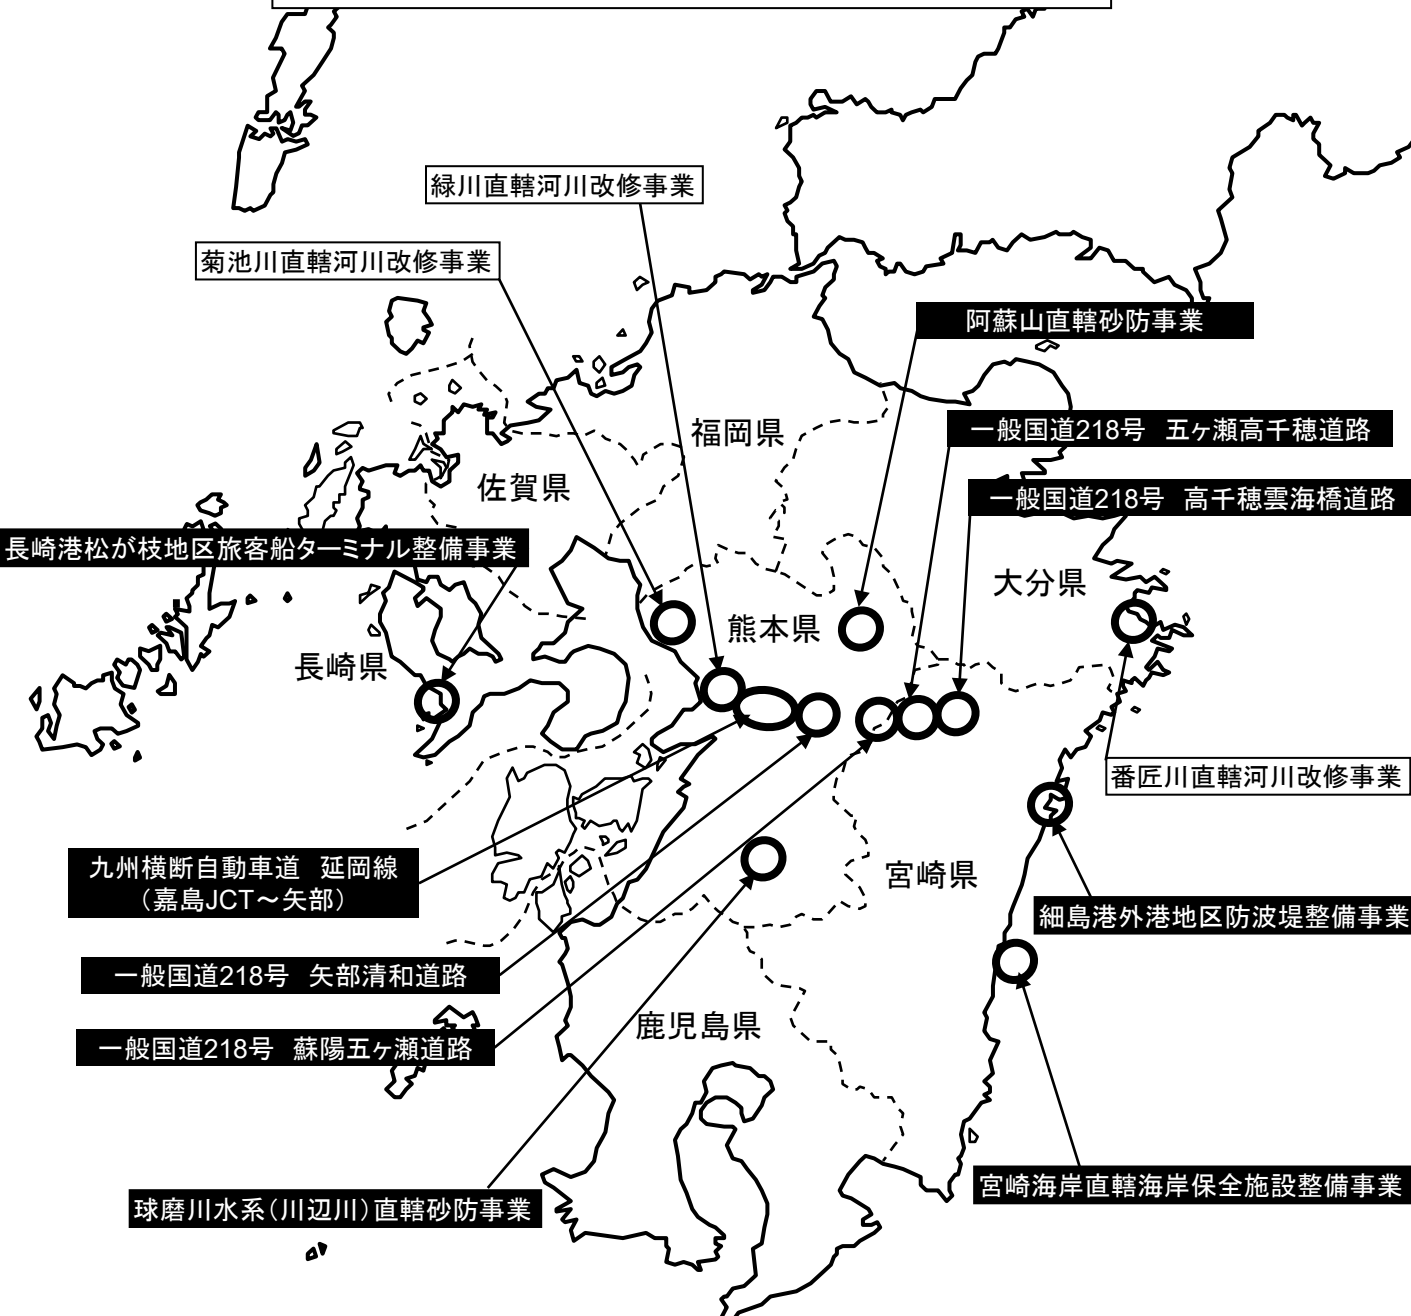 緑川直轄河川改修事業
菊池川直轄河川改修事業
阿蘇山直轄砂防事業
一般国道218号　五ヶ瀬高千穂道路
福岡県
佐賀県
一般国道218号　高千穂雲海橋道路
長崎港松が枝地区旅客船ターミナル整備事業
大分県
熊本県
長崎県
番匠川直轄河川改修事業
九州横断自動車道　延岡線
（嘉島JCT～矢部）
宮崎県
細島港外港地区防波堤整備事業
一般国道218号　矢部清和道路
鹿児島県
一般国道218号　蘇陽五ヶ瀬道路
宮崎海岸直轄海岸保全施設整備事業
球磨川水系（川辺川）直轄砂防事業